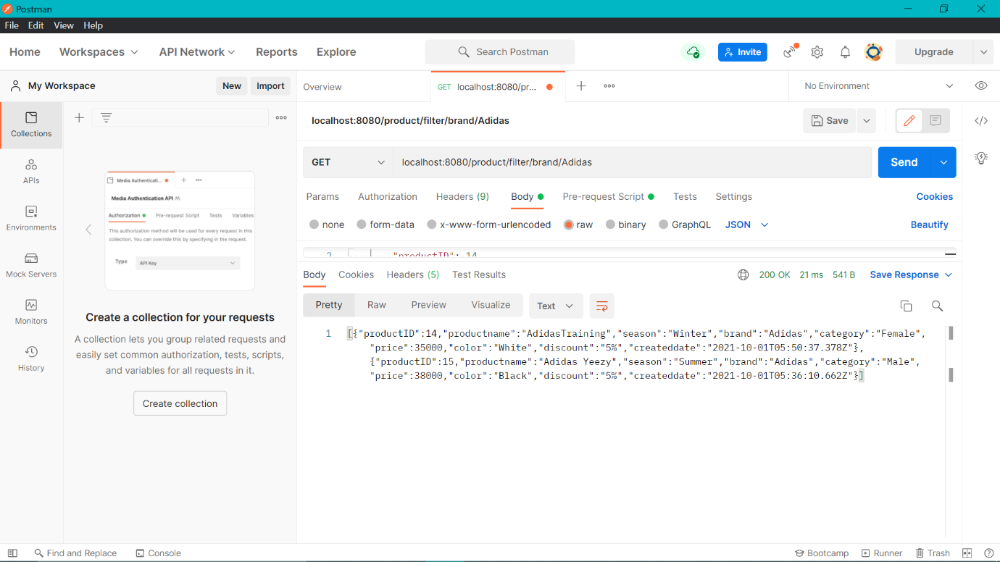 Postman
File Edit View Help
Home Workspaces API Network Reports Explore Search Postman Invite Upgrade
My Workspace New Import Overview GET localhost:8080/pr... No Environment
Collections
APIs
Environments
Mock Servers
Monitors
History
Media Authenticati...
Media Authentication API
Authorization Pre-request Script Tests Variables
This authorization method will be used for every request in this
collection. You can override this by specifying in the request.
Type API Key
Create a collection for your requests
A collection lets you group related requests and
easily set common authorization, tests, scripts,
and variables for all requests in it.
Create collection
localhost:8080/product/filter/brand/Adidas Save
GET localhost:8080/product/filter/brand/Adidas Send
Params Authorization Headers (9) Body Pre-request Script Tests Settings Cookies
none form-data x-www-form-urlencoded raw binary GraphQL JSON Beautify
2 "productID": 14
Body Cookies Headers (5) Test Results 200 OK 21 ms 541 B Save Response
Pretty Raw Preview Visualize Text
1 [{"productID":14,"productname":"AdidasTraining","season":"Winter","brand":"Adidas","category":"Female",
"price":35000,"color":"White","discount":"5%","createddate":"2021-10-01T05:50:37.378Z"},
{"productID":15,"productname":"Adidas Yeezy","season":"Summer","brand":"Adidas","category":"Male",
"price":38000,"color":"Black","discount":"5%","createddate":"2021-10-01T05:36:10.662Z"}]
Find and Replace Console Bootcamp Runner Trash